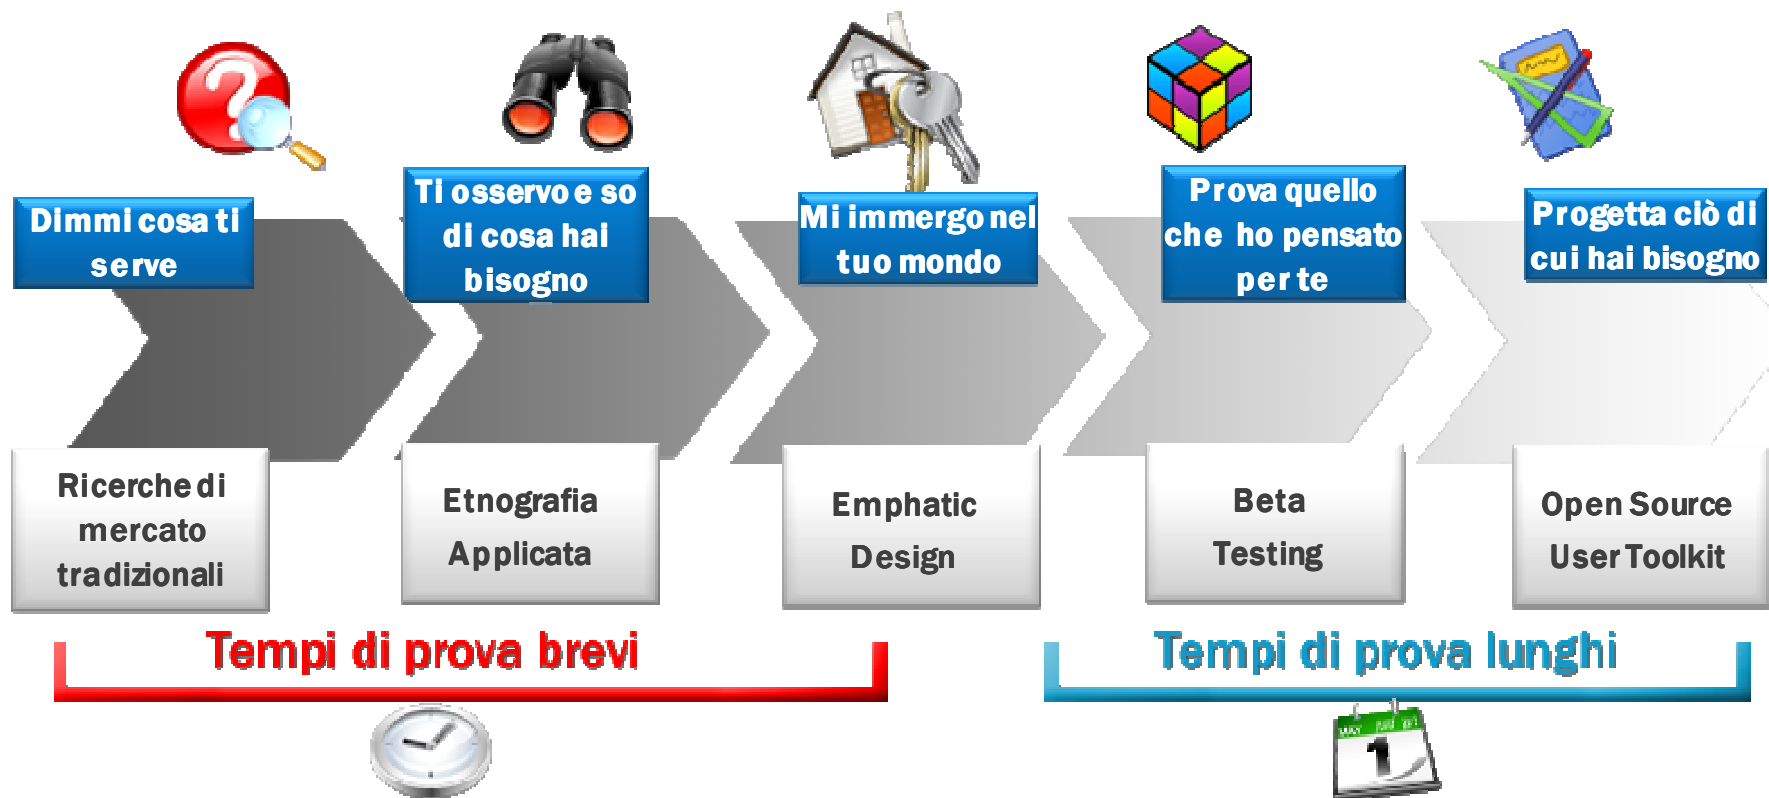 Dimmi cosa ti
serve
Ti osservo e so
di cosa hai
bisogno
Mi immergo nel
tuo mondo
Prova quello
che ho pensato
per te
Progetta ciò di
cui hai bisogno
Ricerche di
mercato
tradizionali
Etnografia
Applicata
Emphatic
Design
Beta
Testing
Open Source
User Toolkit
Tempi di prova brevi
Tempi di prova lunghi
MAY
1